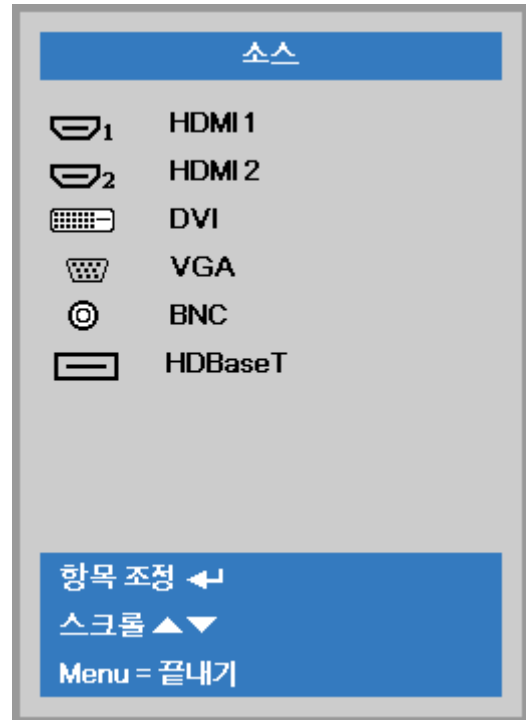 소스
HDMI 1
HDMI 2
DVI
VGA
BNC
HDBaseT
항목 조정
스크롤 ▲▼
Menu = 끝내기